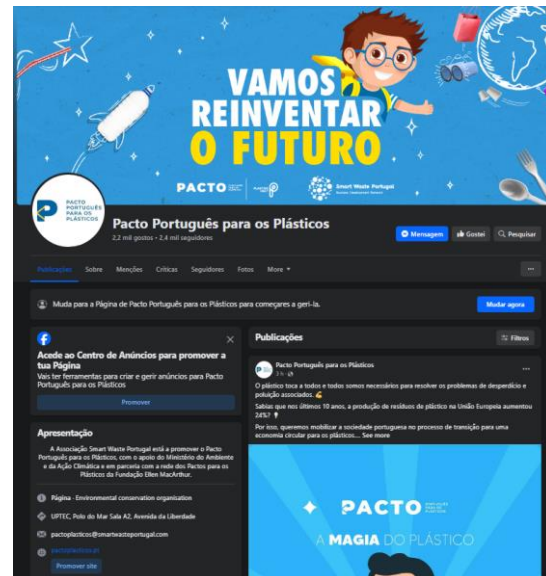 VAMOS
REINVENTAR
O FUTURO
PACTO
Smart Waste Portugal
PACTO
PORTUGUÊS
PARA OS
PLÁSTICOS
Pacto Português para os Plásticos
2,2 mil gostos • 2,4 mil seguidores
Mensagem
Gostei
Pesquisar
Publicações Sobre Menções Críticas Seguidores Fotos More
Muda para a Página de Pacto Português para os Plásticos para começares a geri-la.
Mudar agora
Acede ao Centro de Anúncios para promover a
tua Página
Vais ter ferramentas para criar e gerir anúncios para Pacto
Português para os Plásticos
Promover
Apresentação
A Associação Smart Waste Portugal está a promover o Pacto
Português para os Plásticos, com o apoio do Ministério do Ambiente
e da Ação Climática e em parceria com a rede dos Pactos para os
Plásticos da Fundação Ellen MacArthur.
Página · Environmental conservation organisation
UPTEC, Polo do Mar Sala A2, Avenida da Liberdade
pactoplasticos@smartwasteportugal.com
pactoplasticos.pt
Promover site
Publicações
Filtros
Pacto Português para os Plásticos
3 h
O plástico toca a todos e todos somos necessários para resolver os problemas de desperdício e
poluição associados.
Sabias que nos últimos 10 anos, a produção de resíduos de plástico na União Europeia aumentou
24%?
Por isso, queremos mobilizar a sociedade portuguesa no processo de transição para uma
economia circular para os plásticos... See more
PACTO
A MAGIA DO PLÁSTICO